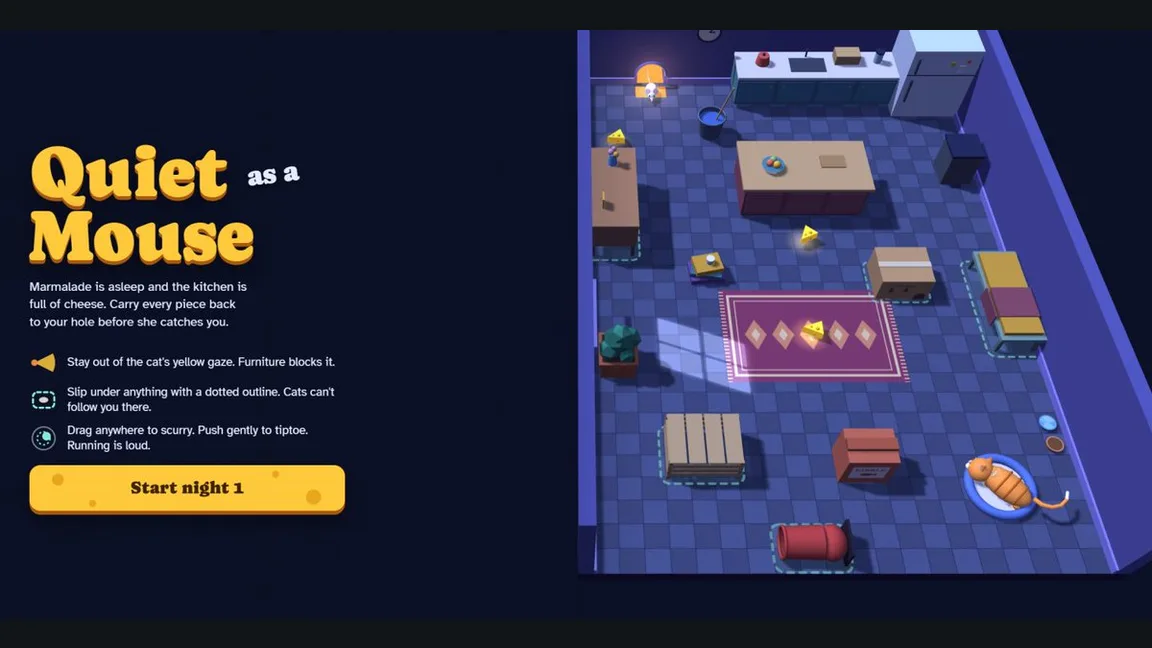 Quiet as a
Mouse
Marmalade is asleep and the kitchen is
full of cheese. Carry every piece back
to your hole before she catches you.
Stay out of the cat's yellow gaze. Furniture blocks it.
Slip under anything with a dotted outline. Cats can't
follow you there.
Drag anywhere to scurry. Push gently to tiptoe.
Running is loud.
Start night 1